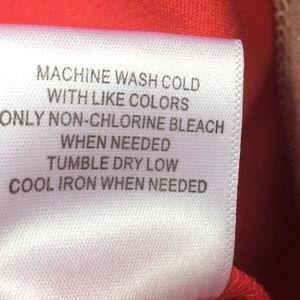 MACHINE WASH COLD
WITH LIKE COLORS
ONLY NON-CHLORINE BLEACH
WHEN NEEDED
TUMBLE DRY LOW
COOL IRON WHEN NEEDED